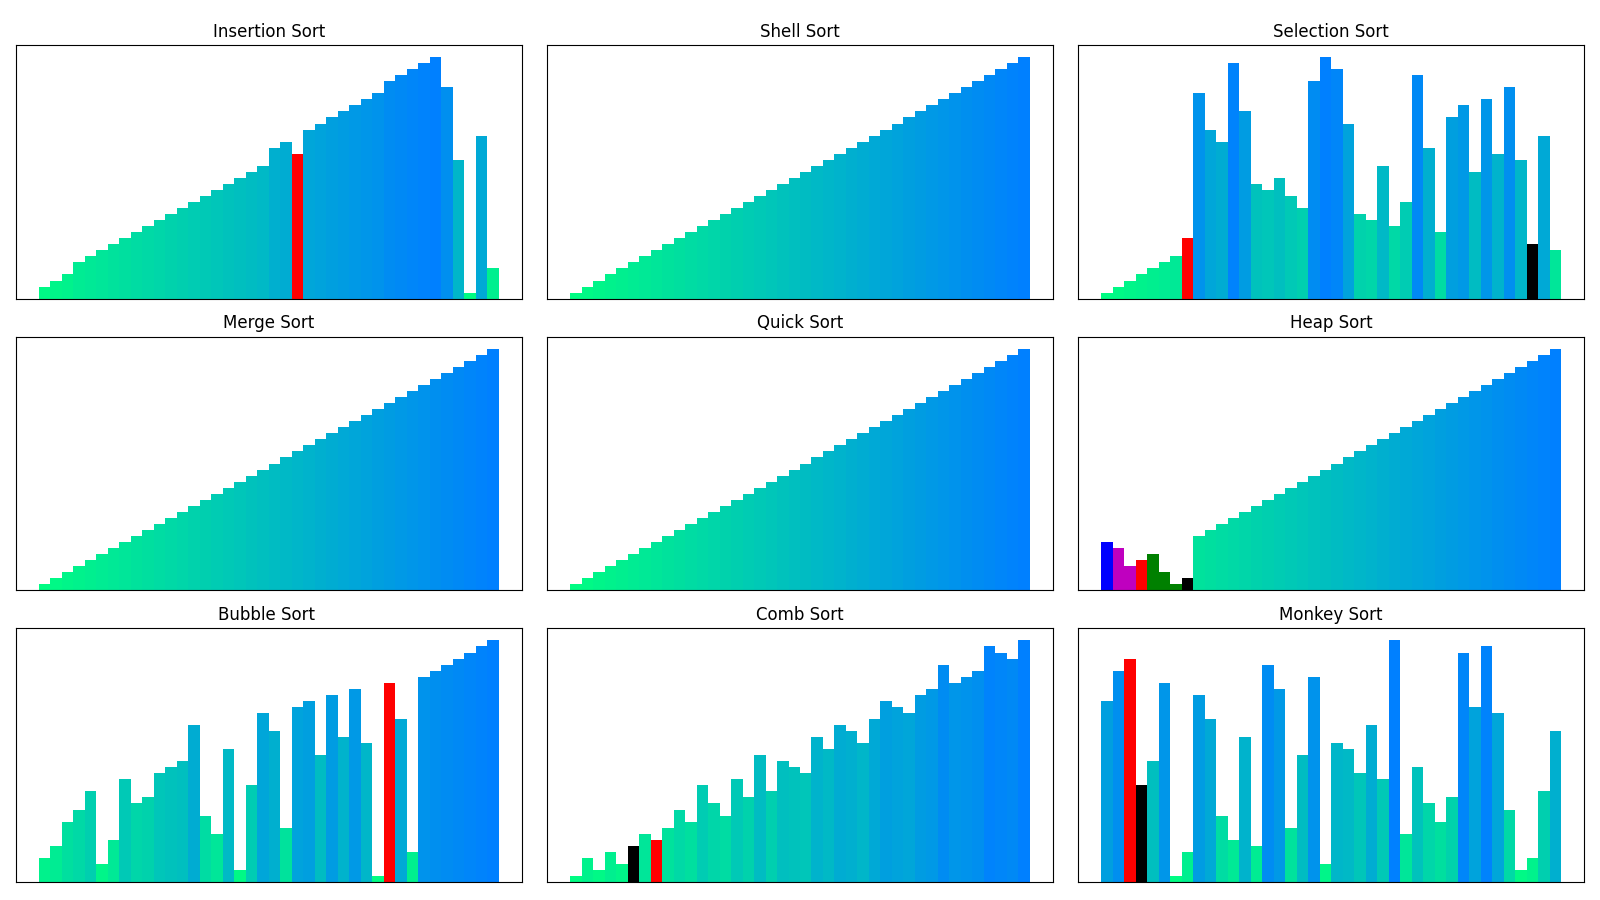 Insertion Sort
Shell Sort
Selection Sort
Merge Sort
Quick Sort
Heap Sort
Bubble Sort
Comb Sort
Monkey Sort